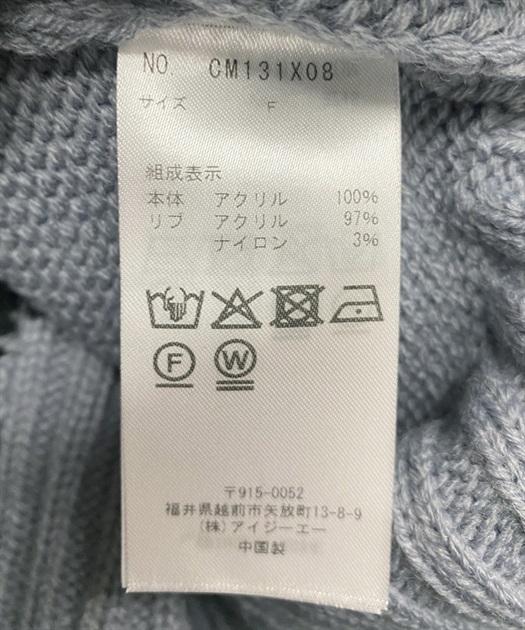 NO. CM131X08
サイズ F
組成表示
本体 アクリル 100%
リブ アクリル 97%
ナイロン 3%
F W
〒915-0052
福井県越前市矢放町13-8-9
(株)アイジーエー
中国製